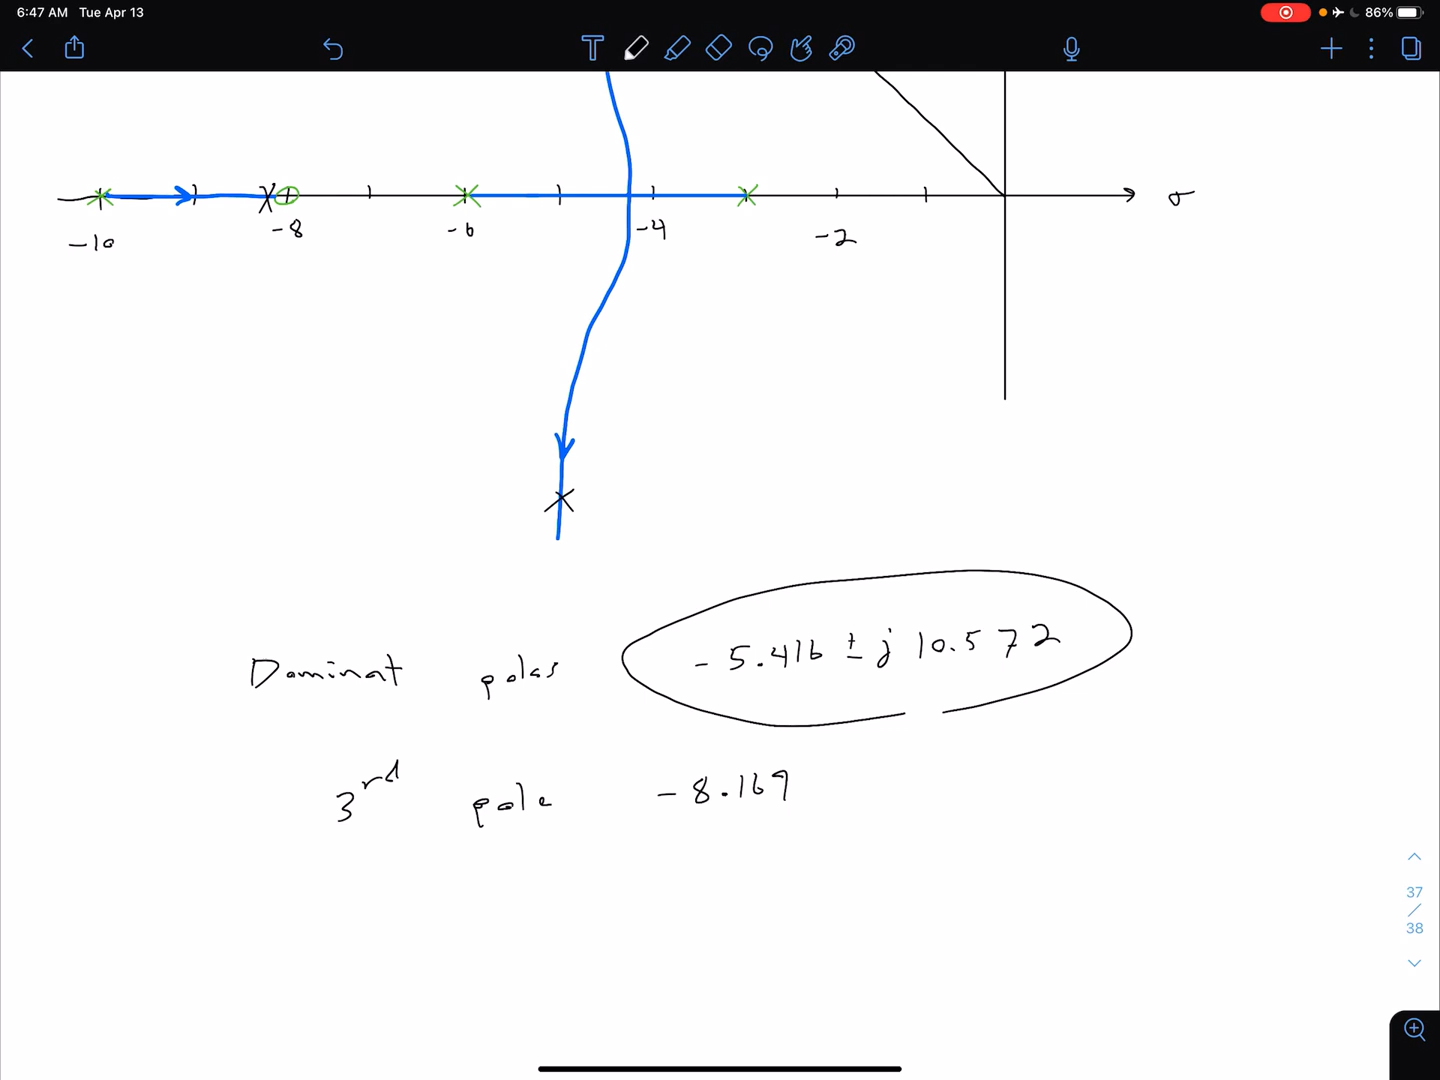 6:47 AM Tue Apr 13
86%
T
σ
-10
-8
-6
-4
-2
Dominat poles -5.416 ± j 10.572
3rd pole -8.169
37
/
38